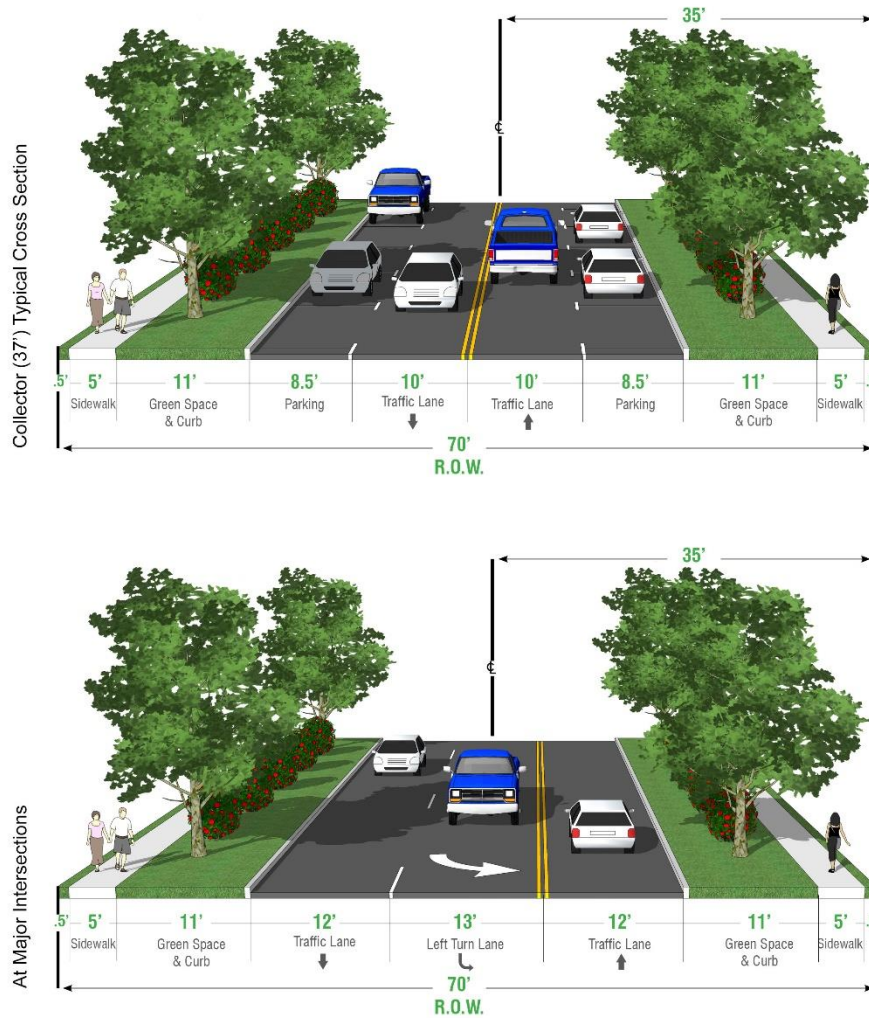 Collector (37') Typical Cross Section
35'
℄
.5' 5' 11' 8.5' 10' 10' 8.5' 11' 5' .
Sidewalk Green Space Parking Traffic Lane Traffic Lane Parking Green Space Sidewalk
& Curb & Curb
70'
R.O.W.
At Major Intersections
35'
℄
.5' 5' 11' 12' 13' 12' 11' 5' .
Sidewalk Green Space Traffic Lane Left Turn Lane Traffic Lane Green Space Sidewalk
& Curb & Curb
70'
R.O.W.